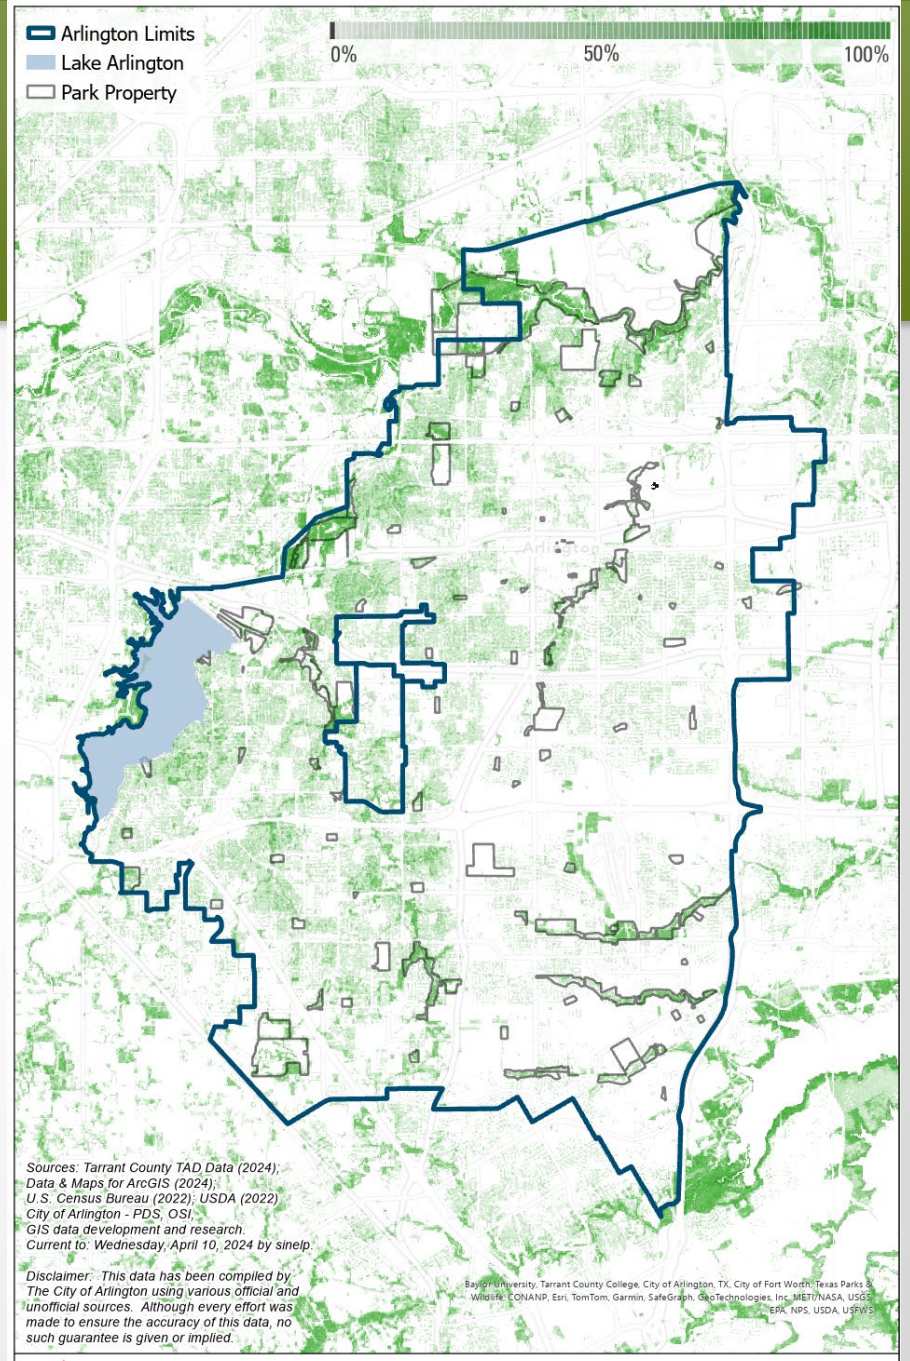 Arlington Limits
Lake Arlington
Park Property
0% 50% 100%
Arlington
Sources: Tarrant County TAD Data (2024);
Data & Maps for ArcGIS (2024);
U.S. Census Bureau (2022); USDA (2022)
City of Arlington - PDS, OSI,
GIS data development and research.
Current to: Wednesday, April 10, 2024 by sinelp.
Disclaimer: This data has been compiled by
The City of Arlington using various official and
unofficial sources. Although every effort was
made to ensure the accuracy of this data, no
such guarantee is given or implied.
Baylor University, Tarrant County College, City of Arlington, TX, City of Fort Worth, Texas Parks &
Wildlife, CONANP, Esri, TomTom, Garmin, SafeGraph, GeoTechnologies, Inc, METI/NASA, USGS,
EPA, NPS, USDA, USFWS